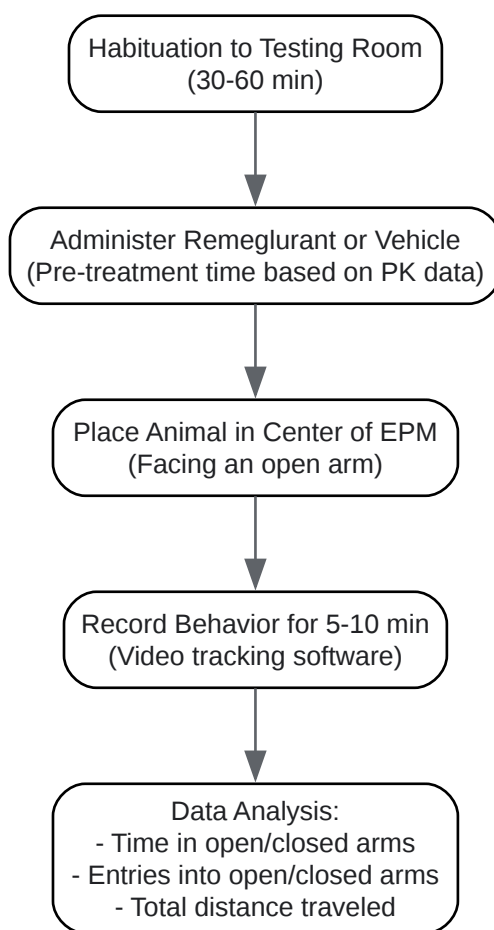 Habituation to Testing Room
(30-60 min)
Administer Remeglurant or Vehicle
(Pre-treatment time based on PK data)
Place Animal in Center of EPM
(Facing an open arm)
Record Behavior for 5-10 min
(Video tracking software)
Data Analysis:
- Time in open/closed arms
- Entries into open/closed arms
- Total distance traveled